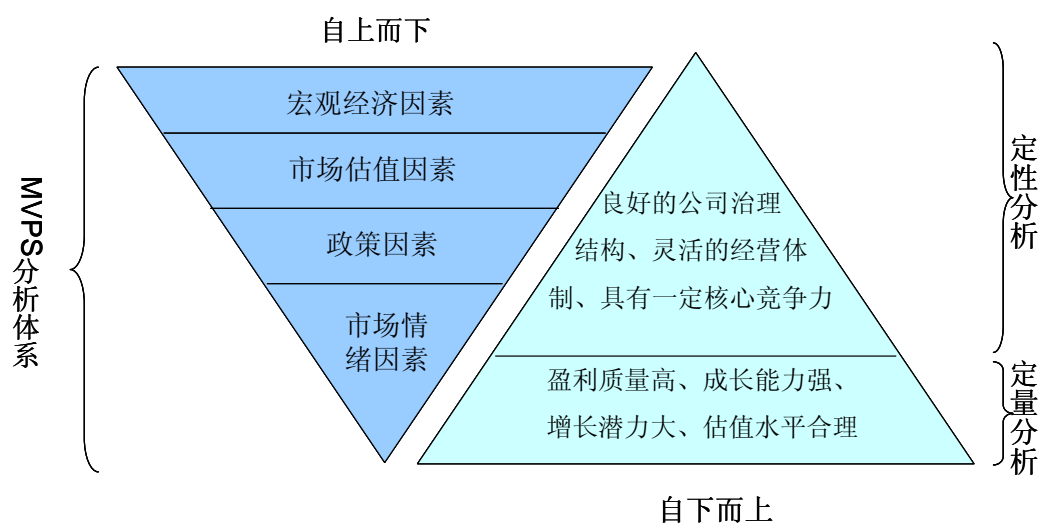 自上而下
宏观经济因素
市场估值因素
政策因素
市场情
绪因素
MVPS分析体系
良好的公司治理
结构、灵活的经营体
制、具有一定核心竞争力
盈利质量高、成长能力强、
增长潜力大、估值水平合理
定性分析
定量分析
自下而上